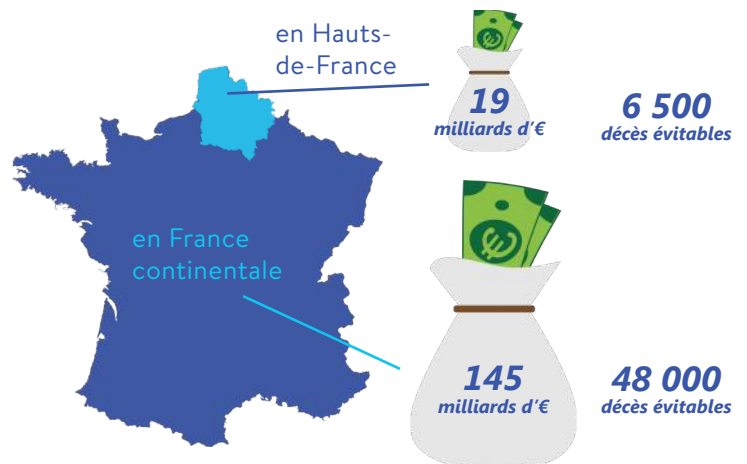 en Hauts-
de-France
19
milliards d'€
6 500
décès évitables
en France
continentale
145
milliards d'€
48 000
décès évitables